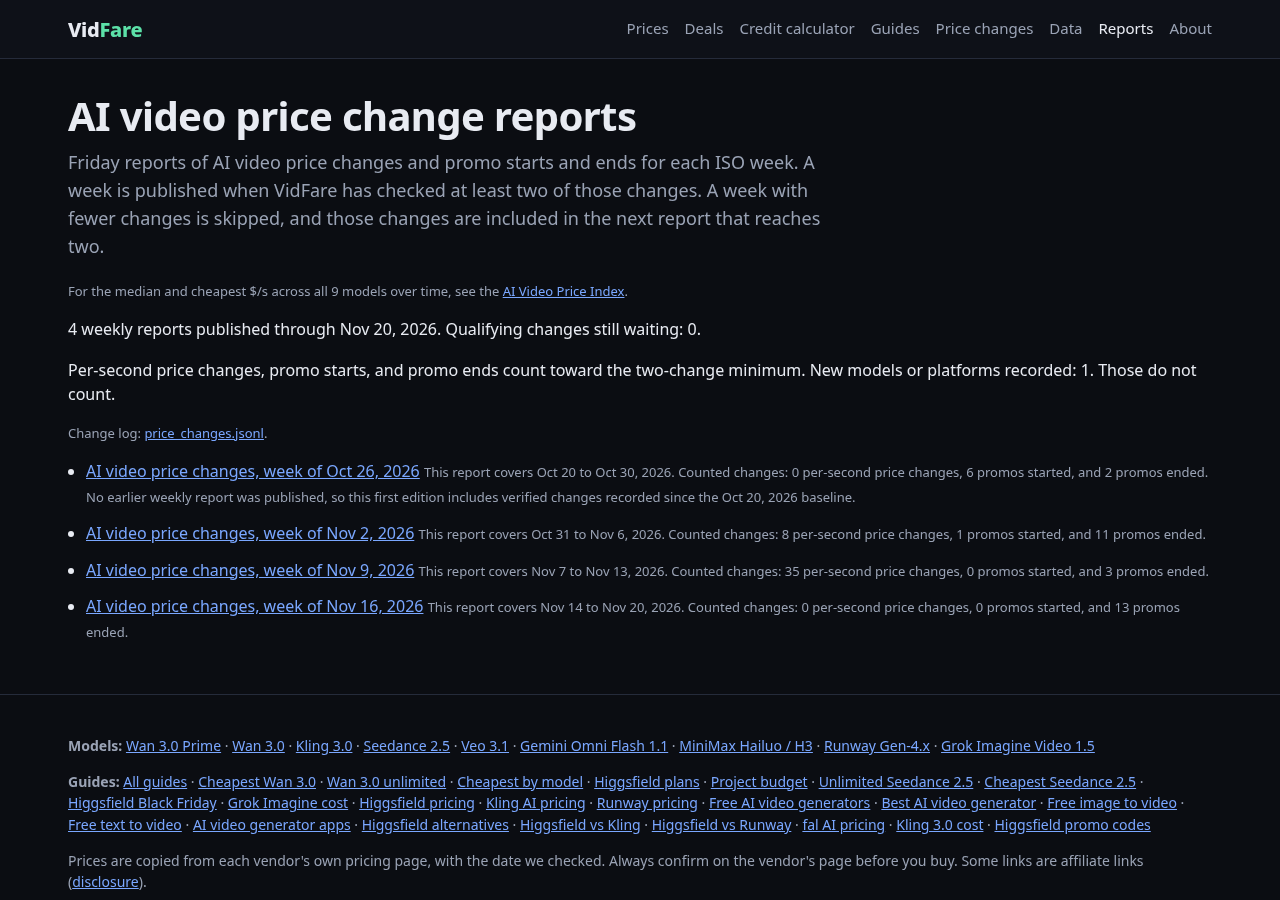 VidFare
Prices Deals Credit calculator Guides Price changes Data Reports About
AI video price change reports
Friday reports of AI video price changes and promo starts and ends for each ISO week. A
week is published when VidFare has checked at least two of those changes. A week with
fewer changes is skipped, and those changes are included in the next report that reaches
two.
For the median and cheapest $/s across all 9 models over time, see the AI Video Price Index.
4 weekly reports published through Nov 20, 2026. Qualifying changes still waiting: 0.
Per-second price changes, promo starts, and promo ends count toward the two-change minimum. New models or platforms recorded: 1. Those do not
count.
Change log: price_changes.jsonl.
• AI video price changes, week of Oct 26, 2026 This report covers Oct 20 to Oct 30, 2026. Counted changes: 0 per-second price changes, 6 promos started, and 2 promos ended.
No earlier weekly report was published, so this first edition includes verified changes recorded since the Oct 20, 2026 baseline.
• AI video price changes, week of Nov 2, 2026 This report covers Oct 31 to Nov 6, 2026. Counted changes: 8 per-second price changes, 1 promos started, and 11 promos ended.
• AI video price changes, week of Nov 9, 2026 This report covers Nov 7 to Nov 13, 2026. Counted changes: 35 per-second price changes, 0 promos started, and 3 promos ended.
• AI video price changes, week of Nov 16, 2026 This report covers Nov 14 to Nov 20, 2026. Counted changes: 0 per-second price changes, 0 promos started, and 13 promos
ended.
Models: Wan 3.0 Prime · Wan 3.0 · Kling 3.0 · Seedance 2.5 · Veo 3.1 · Gemini Omni Flash 1.1 · MiniMax Hailuo / H3 · Runway Gen-4.x · Grok Imagine Video 1.5
Guides: All guides · Cheapest Wan 3.0 · Wan 3.0 unlimited · Cheapest by model · Higgsfield plans · Project budget · Unlimited Seedance 2.5 · Cheapest Seedance 2.5 ·
Higgsfield Black Friday · Grok Imagine cost · Higgsfield pricing · Kling AI pricing · Runway pricing · Free AI video generators · Best AI video generator · Free image to video ·
Free text to video · AI video generator apps · Higgsfield alternatives · Higgsfield vs Kling · Higgsfield vs Runway · fal AI pricing · Kling 3.0 cost · Higgsfield promo codes
Prices are copied from each vendor's own pricing page, with the date we checked. Always confirm on the vendor's page before you buy. Some links are affiliate links
(disclosure).